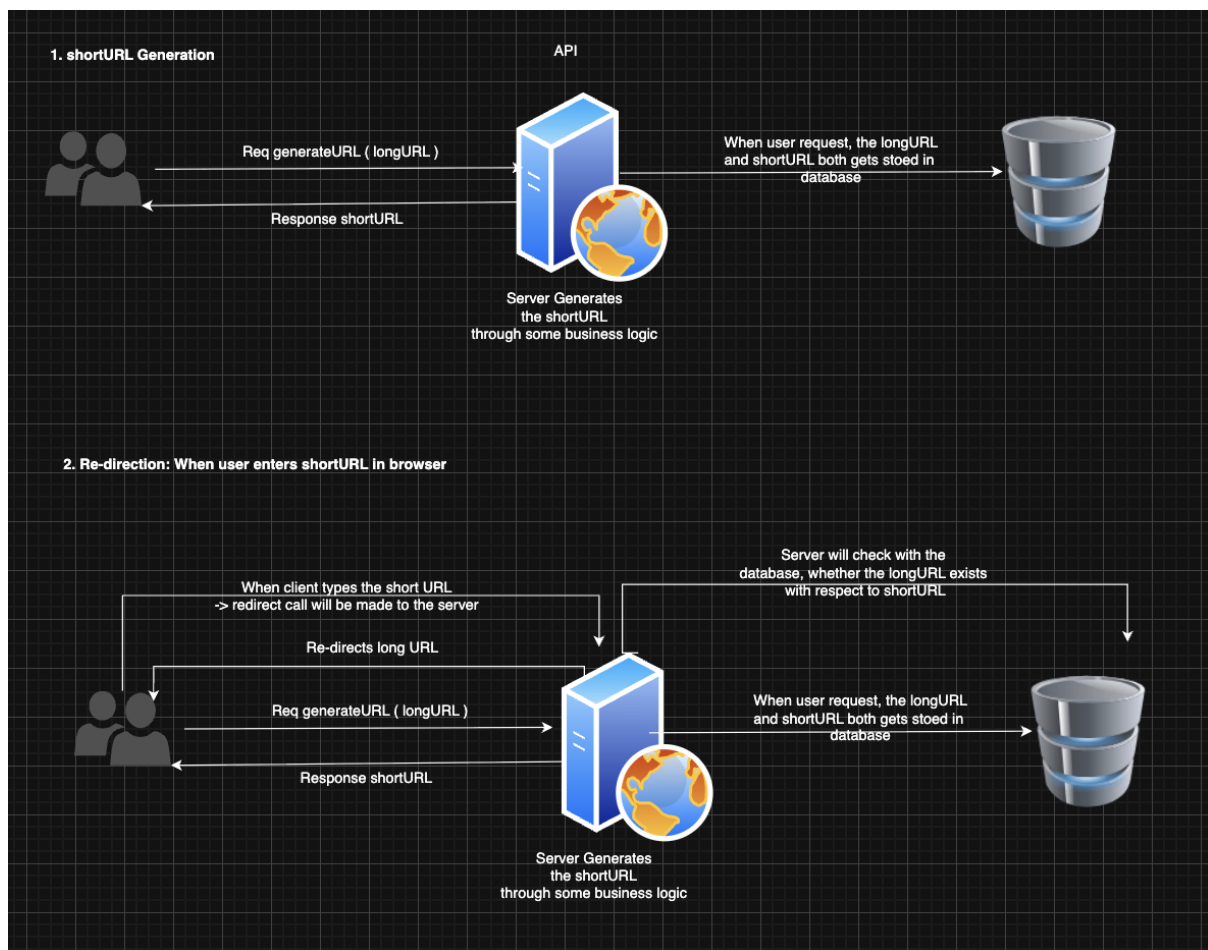 1. shortURL Generation
API
Req generateURL ( longURL )
Response shortURL
When user request, the longURL
and shortURL both gets stoed in
database
Server Generates
the shortURL
through some business logic
2. Re-direction: When user enters shortURL in browser
When client types the short URL
-> redirect call will be made to the server
Server will check with the
database, whether the longURL exists
with respect to shortURL
Re-directs long URL
Req generateURL ( longURL )
Response shortURL
When user request, the longURL
and shortURL both gets stoed in
database
Server Generates
the shortURL
through some business logic